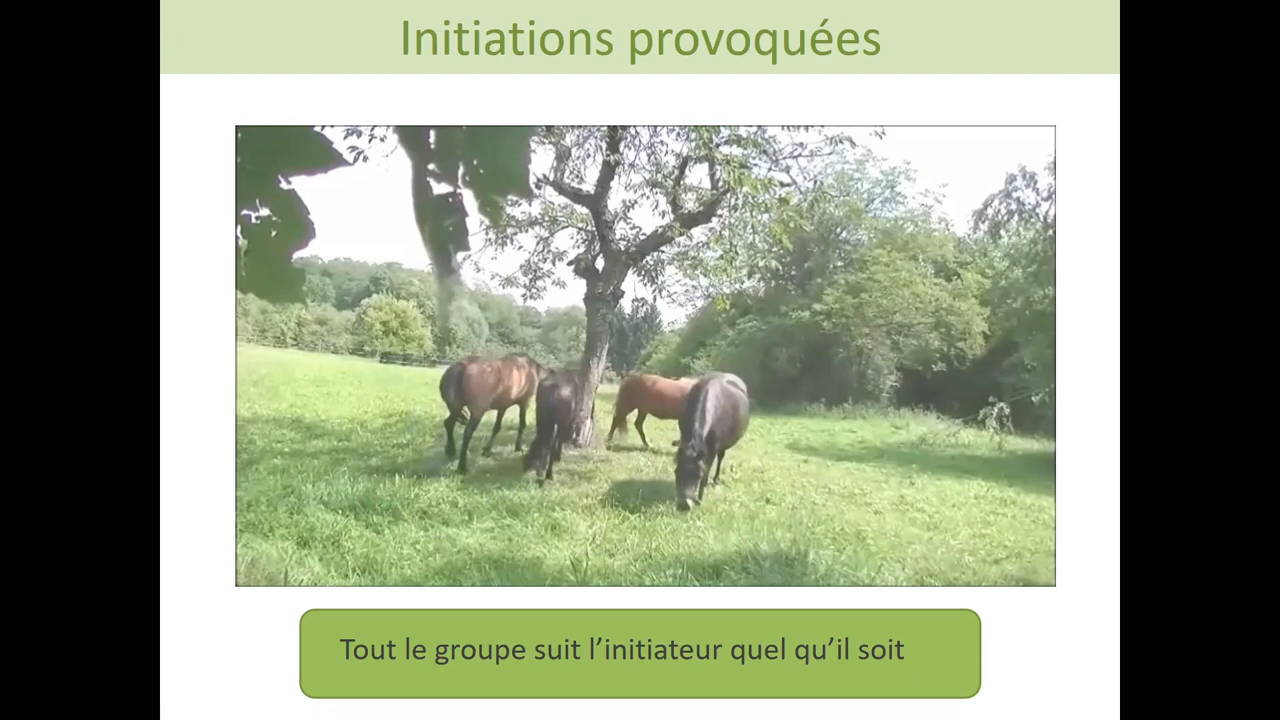 Initiations provoquées
Tout le groupe suit l’initiateur quel qu’il soit